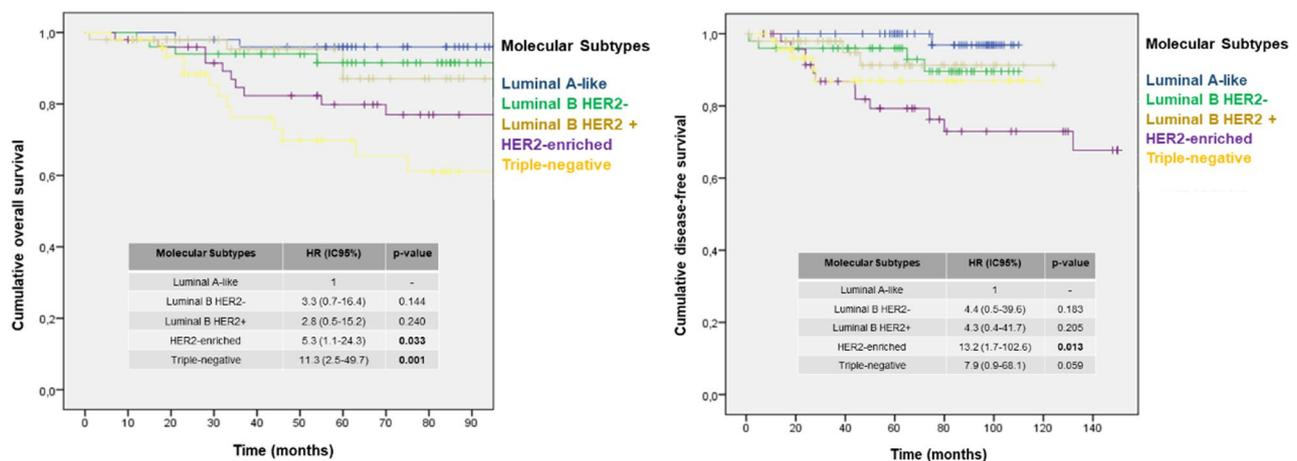 Cumulative overall survival
1,0
0,8
0,6
0,4
0,2
0,0
Molecular Subtypes
Luminal A-like
Luminal B HER2-
Luminal B HER2 +
HER2-enriched
Triple-negative
Molecular Subtypes HR (IC95%) p-value
Luminal A-like 1 -
Luminal B HER2- 3.3 (0.7-16.4) 0.144
Luminal B HER2+ 2.8 (0.5-15.2) 0.240
HER2-enriched 5.3 (1.1-24.3) 0.033
Triple-negative 11.3 (2.5-49.7) 0.001
0 10 20 30 40 50 60 70 80 90
Time (months)
Cumulative disease-free survival
1,0
0,8
0,6
0,4
0,2
0,0
Molecular Subtypes
Luminal A-like
Luminal B HER2-
Luminal B HER2 +
HER2-enriched
Triple-negative
Molecular Subtypes HR (IC95%) p-value
Luminal A-like 1 -
Luminal B HER2- 4.4 (0.5-39.6) 0.183
Luminal B HER2+ 4.3 (0.4-41.7) 0.205
HER2-enriched 13.2 (1.7-102.6) 0.013
Triple-negative 7.9 (0.9-68.1) 0.059
0 20 40 60 80 100 120 140
Time (months)